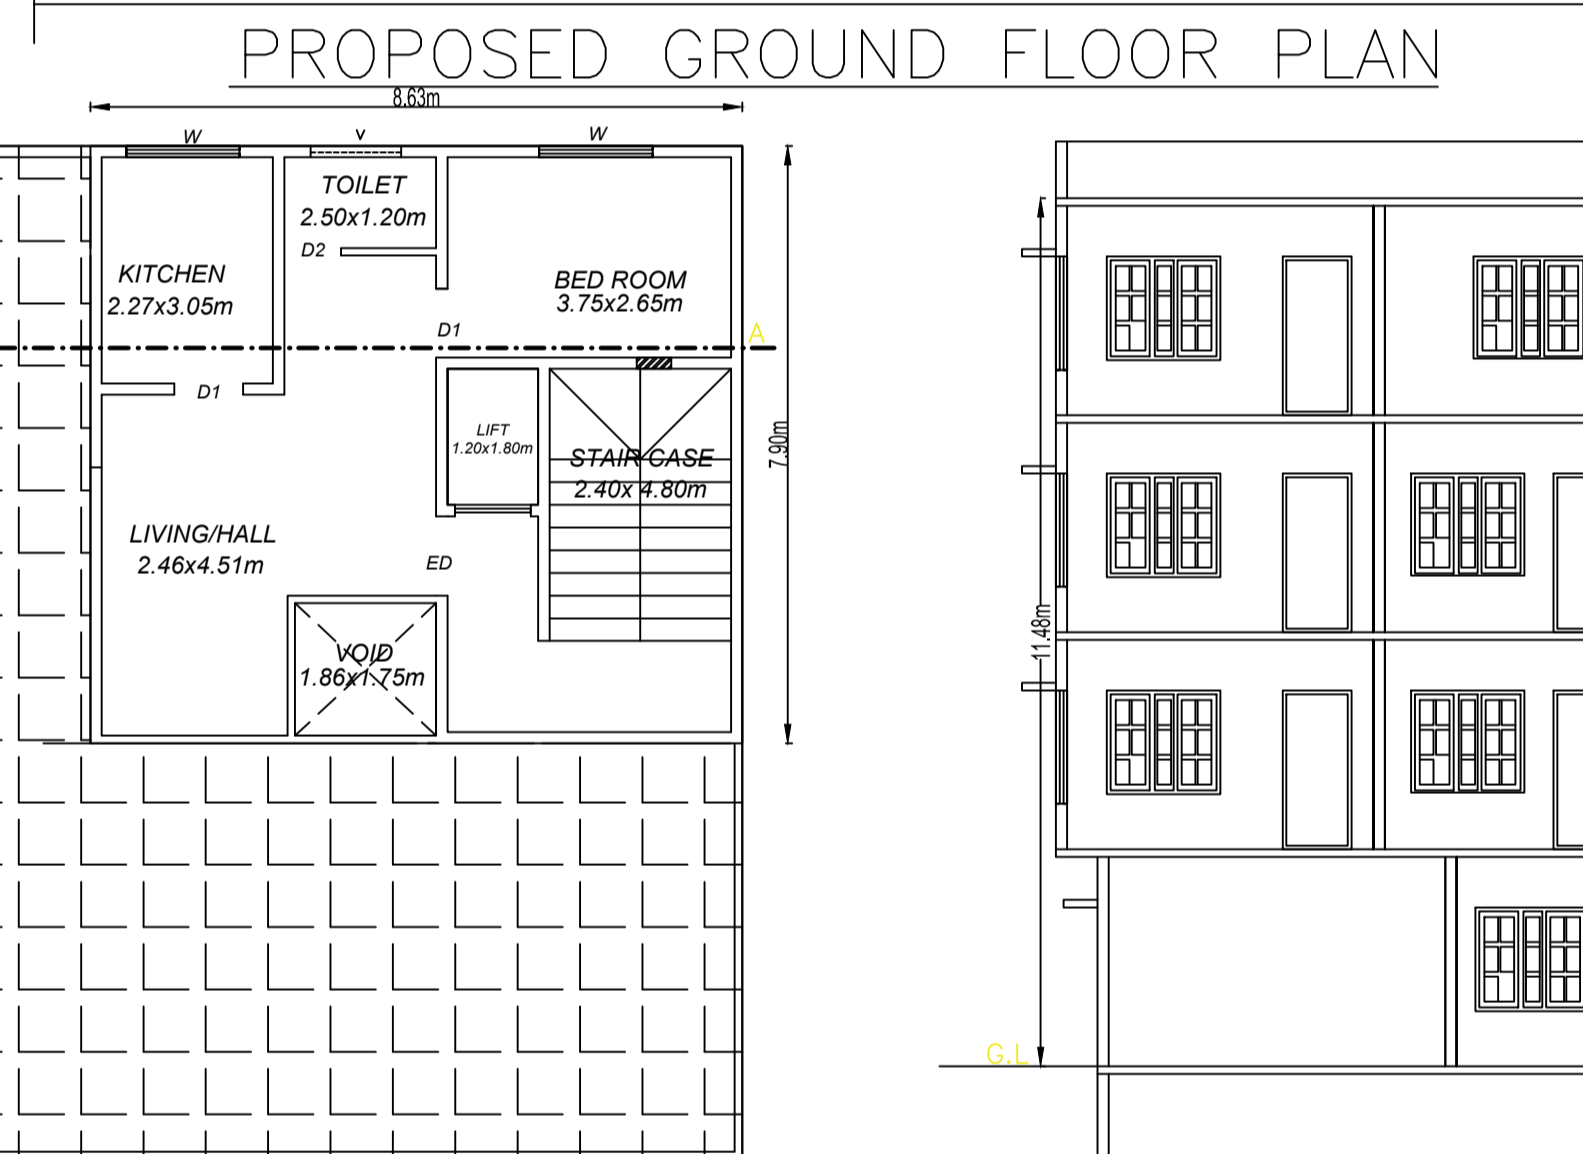 PROPOSED GROUND FLOOR PLAN
8.63m
W
V
W
TOILET
2.50x1.20m
D2
KITCHEN
2.27x3.05m
BED ROOM
3.75x2.65m
D1
A
D1
LIFT
1.20x1.80m
STAIR CASE
2.40x 4.80m
7.90m
LIVING/HALL
2.46x4.51m
ED
VOID
1.86x1.75m
11.48m
G.L